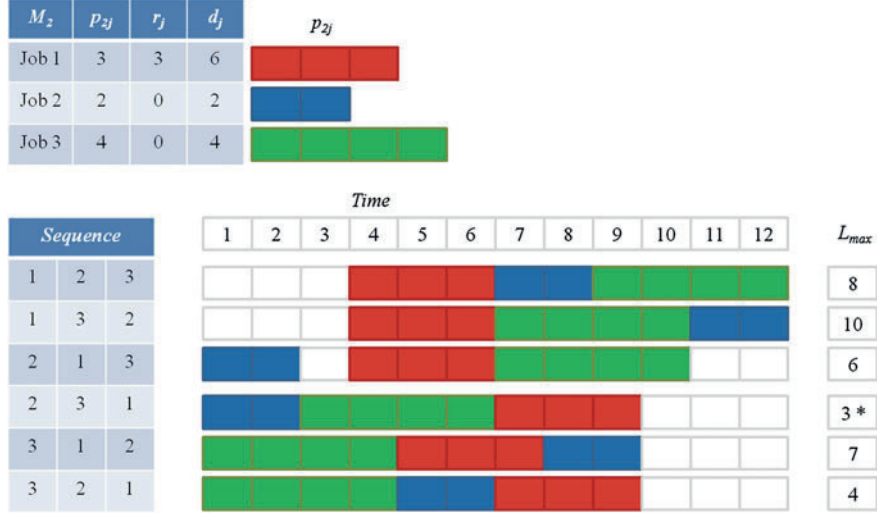 M2 p2j rj dj
p2j
Job 1 3 3 6
Job 2 2 0 2
Job 3 4 0 4
Time
Sequence
1 2 3 4 5 6 7 8 9 10 11 12
Lmax
1 2 3 8
1 3 2 10
2 1 3 6
2 3 1 3 *
3 1 2 7
3 2 1 4